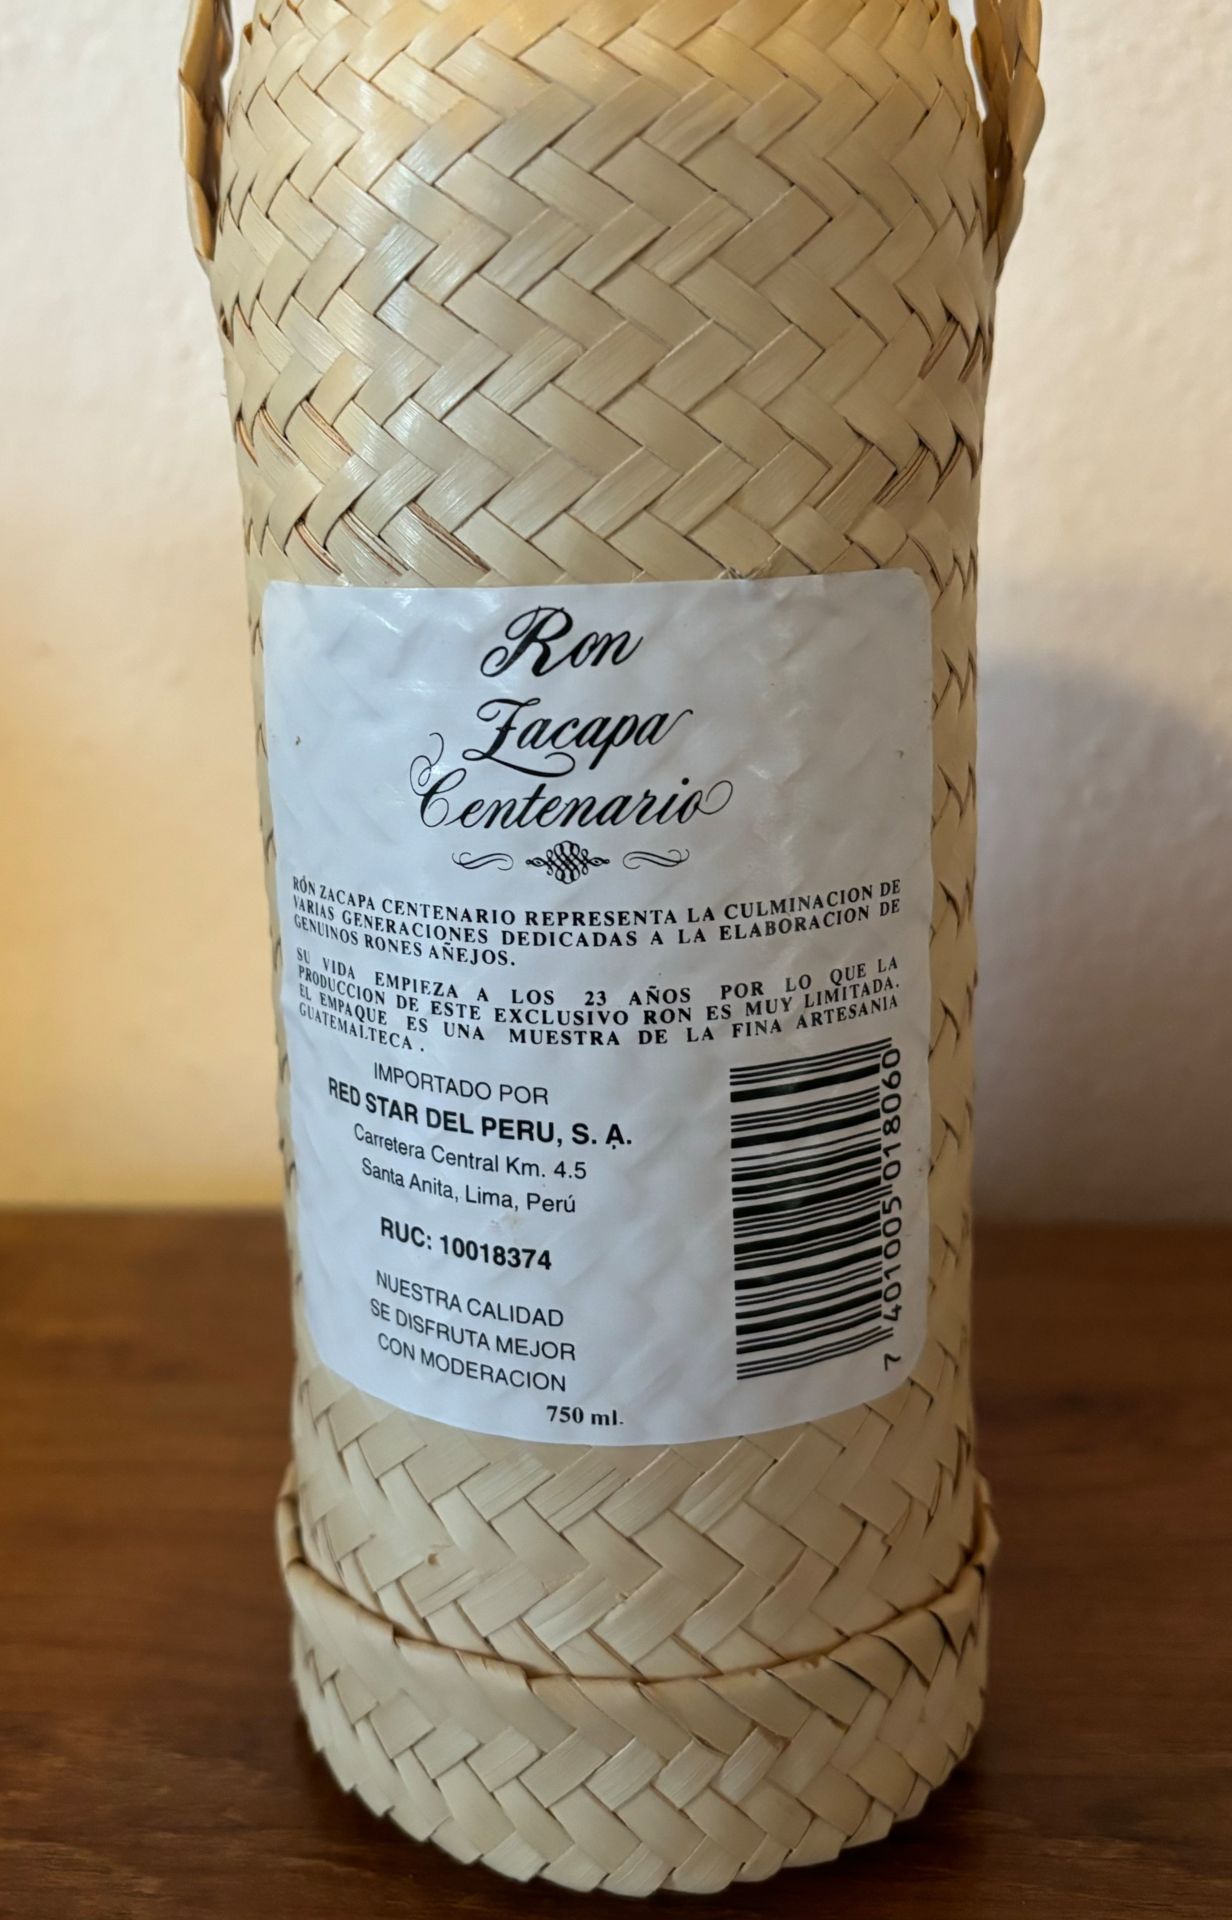 Ron
Zacapa
Centenario
RÓN ZACAPA CENTENARIO REPRESENTA LA CULMINACION DE
VARIAS GENERACIONES DEDICADAS A LA ELABORACION DE
GENUINOS RONES AÑEJOS.
SU VIDA EMPIEZA A LOS 23 AÑOS POR LO QUE LA
PRODUCCION DE ESTE EXCLUSIVO RON ES MUY LIMITADA.
EL EMPAQUE ES UNA MUESTRA DE LA FINA ARTESANIA
GUATEMALTECA .
IMPORTADO POR
RED STAR DEL PERU, S. A.
Carretera Central Km. 4.5
Santa Anita, Lima, Perú
RUC: 10018374
NUESTRA CALIDAD
SE DISFRUTA MEJOR
CON MODERACION
750 ml.
7 401005 018060